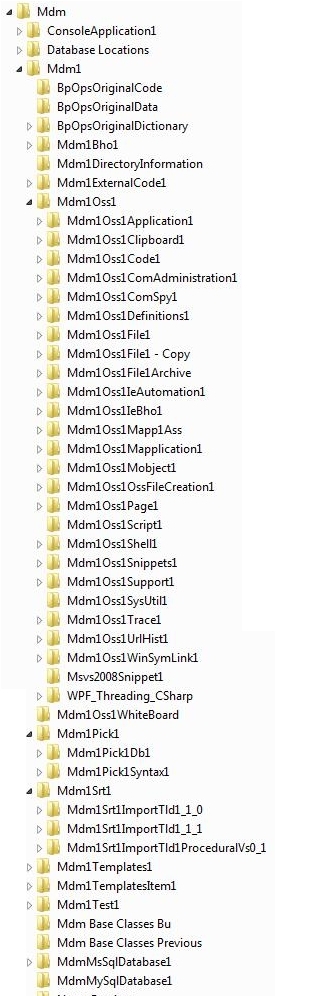 Mdm
ConsoleApplication1
Database Locations
Mdm1
BpOpsOriginalCode
BpOpsOriginalData
BpOpsOriginalDictionary
Mdm1Bho1
Mdm1DirectoryInformation
Mdm1ExternalCode1
Mdm1Oss1
Mdm1Oss1Application1
Mdm1Oss1Clipboard1
Mdm1Oss1Code1
Mdm1Oss1ComAdministration1
Mdm1Oss1ComSpy1
Mdm1Oss1Definitions1
Mdm1Oss1File1
Mdm1Oss1File1 - Copy
Mdm1Oss1File1Archive
Mdm1Oss1IeAutomation1
Mdm1Oss1IeBho1
Mdm1Oss1Mapp1Ass
Mdm1Oss1Mapplication1
Mdm1Oss1Mobject1
Mdm1Oss1OssFileCreation1
Mdm1Oss1Page1
Mdm1Oss1Script1
Mdm1Oss1Shell1
Mdm1Oss1Snippets1
Mdm1Oss1Support1
Mdm1Oss1SysUtil1
Mdm1Oss1Trace1
Mdm1Oss1UrlHist1
Mdm1Oss1WinSymLink1
Msvs2008Snippet1
WPF_Threading_CSharp
Mdm1Oss1WhiteBoard
Mdm1Pick1
Mdm1Pick1Db1
Mdm1Pick1Syntax1
Mdm1Srt1
Mdm1Srt1ImportTld1_1_0
Mdm1Srt1ImportTld1_1_1
Mdm1Srt1ImportTld1ProceduralVs0_1
Mdm1Templates1
Mdm1TemplatesItem1
Mdm1Test1
Mdm Base Classes Bu
Mdm Base Classes Previous
MdmMsSqlDatabase1
MdmMySqlDatabase1